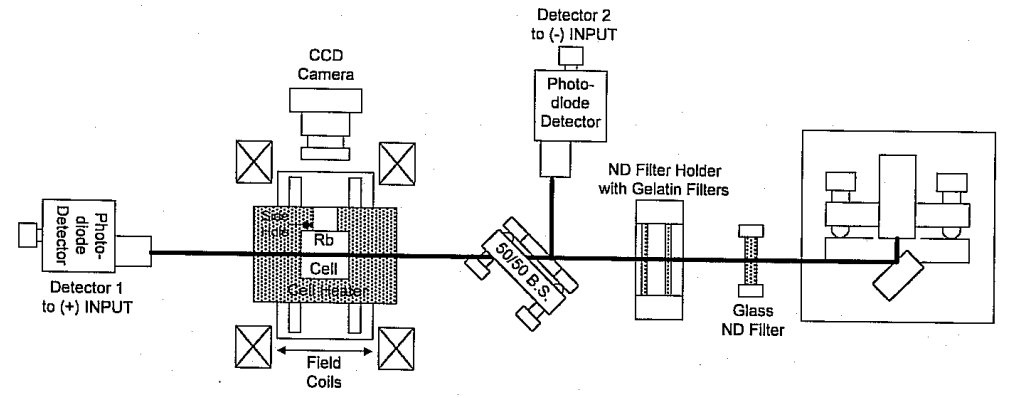 Detector 2
to (-) INPUT
CCD
Camera
Photo-
diode
Detector
ND Filter Holder
with Gelatin Filters
Photo-
diode
Detector
Side
Hole
Rb
Cell
Cell Heater
50/50 B.S.
Detector 1
to (+) INPUT
Glass
ND Filter
Field
Coils